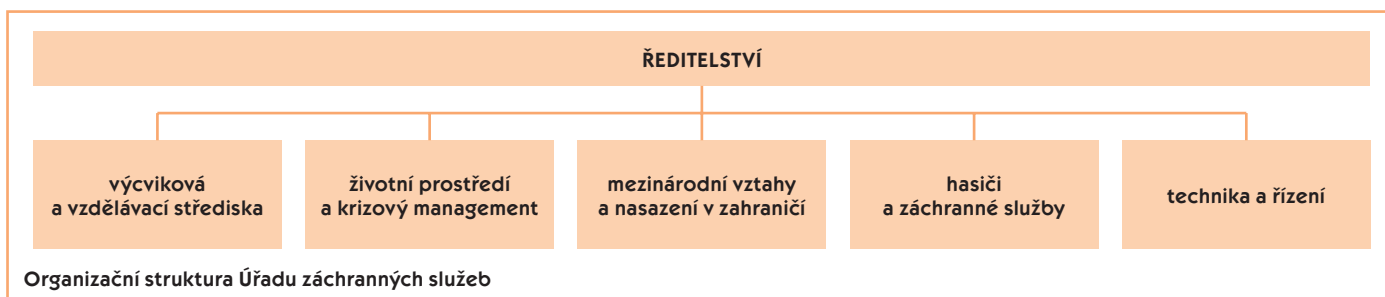 ŘEDITELSTVÍ
výcviková
a vzdělávací střediska
životní prostředí
a krizový management
mezinárodní vztahy
a nasazení v zahraničí
hasiči
a záchranné služby
technika a řízení
Organizační struktura Úřadu záchranných služeb